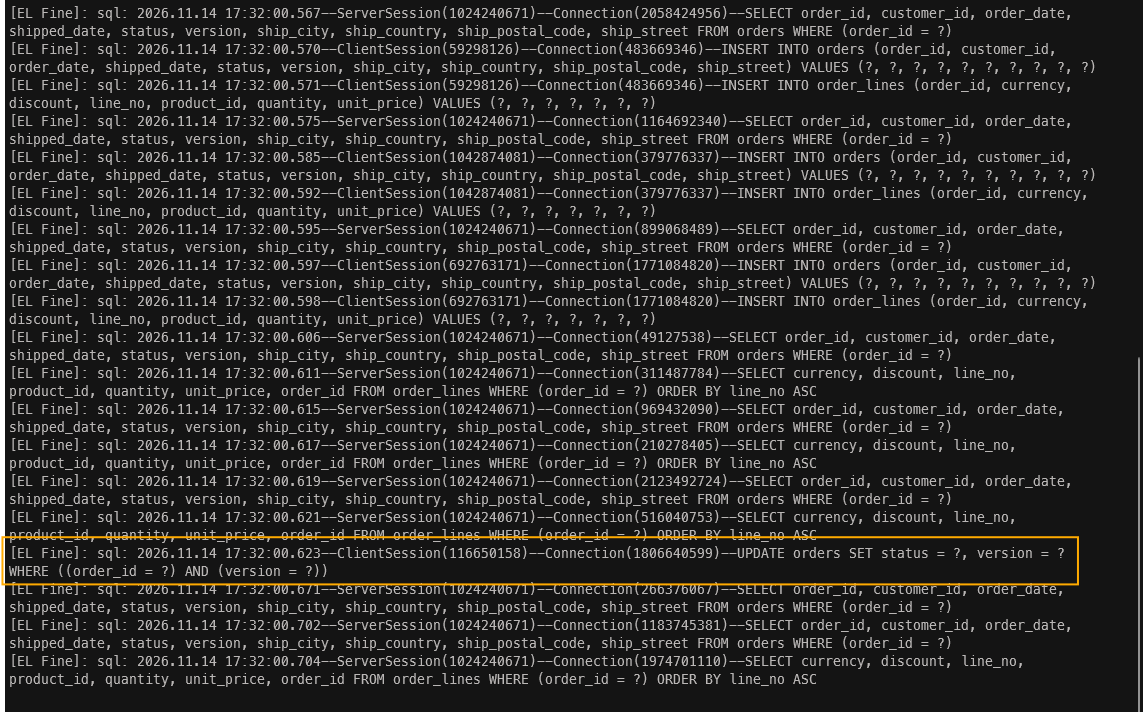 [EL Fine]: sql: 2026.11.14 17:32:00.567--ServerSession(1024240671)--Connection(2058424956)--SELECT order_id, customer_id, order_date,
shipped_date, status, version, ship_city, ship_country, ship_postal_code, ship_street FROM orders WHERE (order_id = ?)
[EL Fine]: sql: 2026.11.14 17:32:00.570--ClientSession(59298126)--Connection(483669346)--INSERT INTO orders (order_id, customer_id,
order_date, shipped_date, status, version, ship_city, ship_country, ship_postal_code, ship_street) VALUES (?, ?, ?, ?, ?, ?, ?, ?, ?, ?)
[EL Fine]: sql: 2026.11.14 17:32:00.571--ClientSession(59298126)--Connection(483669346)--INSERT INTO order_lines (order_id, currency,
discount, line_no, product_id, quantity, unit_price) VALUES (?, ?, ?, ?, ?, ?, ?)
[EL Fine]: sql: 2026.11.14 17:32:00.575--ServerSession(1024240671)--Connection(1164692340)--SELECT order_id, customer_id, order_date,
shipped_date, status, version, ship_city, ship_country, ship_postal_code, ship_street FROM orders WHERE (order_id = ?)
[EL Fine]: sql: 2026.11.14 17:32:00.585--ClientSession(1042874081)--Connection(379776337)--INSERT INTO orders (order_id, customer_id,
order_date, shipped_date, status, version, ship_city, ship_country, ship_postal_code, ship_street) VALUES (?, ?, ?, ?, ?, ?, ?, ?, ?, ?)
[EL Fine]: sql: 2026.11.14 17:32:00.592--ClientSession(1042874081)--Connection(379776337)--INSERT INTO order_lines (order_id, currency,
discount, line_no, product_id, quantity, unit_price) VALUES (?, ?, ?, ?, ?, ?, ?)
[EL Fine]: sql: 2026.11.14 17:32:00.595--ServerSession(1024240671)--Connection(899068489)--SELECT order_id, customer_id, order_date,
shipped_date, status, version, ship_city, ship_country, ship_postal_code, ship_street FROM orders WHERE (order_id = ?)
[EL Fine]: sql: 2026.11.14 17:32:00.597--ClientSession(692763171)--Connection(1771084820)--INSERT INTO orders (order_id, customer_id,
order_date, shipped_date, status, version, ship_city, ship_country, ship_postal_code, ship_street) VALUES (?, ?, ?, ?, ?, ?, ?, ?, ?, ?)
[EL Fine]: sql: 2026.11.14 17:32:00.598--ClientSession(692763171)--Connection(1771084820)--INSERT INTO order_lines (order_id, currency,
discount, line_no, product_id, quantity, unit_price) VALUES (?, ?, ?, ?, ?, ?, ?)
[EL Fine]: sql: 2026.11.14 17:32:00.606--ServerSession(1024240671)--Connection(49127538)--SELECT order_id, customer_id, order_date,
shipped_date, status, version, ship_city, ship_country, ship_postal_code, ship_street FROM orders WHERE (order_id = ?)
[EL Fine]: sql: 2026.11.14 17:32:00.611--ServerSession(1024240671)--Connection(311487784)--SELECT currency, discount, line_no,
product_id, quantity, unit_price, order_id FROM order_lines WHERE (order_id = ?) ORDER BY line_no ASC
[EL Fine]: sql: 2026.11.14 17:32:00.615--ServerSession(1024240671)--Connection(969432090)--SELECT order_id, customer_id, order_date,
shipped_date, status, version, ship_city, ship_country, ship_postal_code, ship_street FROM orders WHERE (order_id = ?)
[EL Fine]: sql: 2026.11.14 17:32:00.617--ServerSession(1024240671)--Connection(210278405)--SELECT currency, discount, line_no,
product_id, quantity, unit_price, order_id FROM order_lines WHERE (order_id = ?) ORDER BY line_no ASC
[EL Fine]: sql: 2026.11.14 17:32:00.619--ServerSession(1024240671)--Connection(2123492724)--SELECT order_id, customer_id, order_date,
shipped_date, status, version, ship_city, ship_country, ship_postal_code, ship_street FROM orders WHERE (order_id = ?)
[EL Fine]: sql: 2026.11.14 17:32:00.621--ServerSession(1024240671)--Connection(516040753)--SELECT currency, discount, line_no,
product_id, quantity, unit_price, order_id FROM order_lines WHERE (order_id = ?) ORDER BY line_no ASC
[EL Fine]: sql: 2026.11.14 17:32:00.623--ClientSession(116650158)--Connection(1806640599)--UPDATE orders SET status = ?, version = ?
WHERE ((order_id = ?) AND (version = ?))
[EL Fine]: sql: 2026.11.14 17:32:00.671--ServerSession(1024240671)--Connection(266376067)--SELECT order_id, customer_id, order_date,
shipped_date, status, version, ship_city, ship_country, ship_postal_code, ship_street FROM orders WHERE (order_id = ?)
[EL Fine]: sql: 2026.11.14 17:32:00.702--ServerSession(1024240671)--Connection(1183745381)--SELECT order_id, customer_id, order_date,
shipped_date, status, version, ship_city, ship_country, ship_postal_code, ship_street FROM orders WHERE (order_id = ?)
[EL Fine]: sql: 2026.11.14 17:32:00.704--ServerSession(1024240671)--Connection(1974701110)--SELECT currency, discount, line_no,
product_id, quantity, unit_price, order_id FROM order_lines WHERE (order_id = ?) ORDER BY line_no ASC